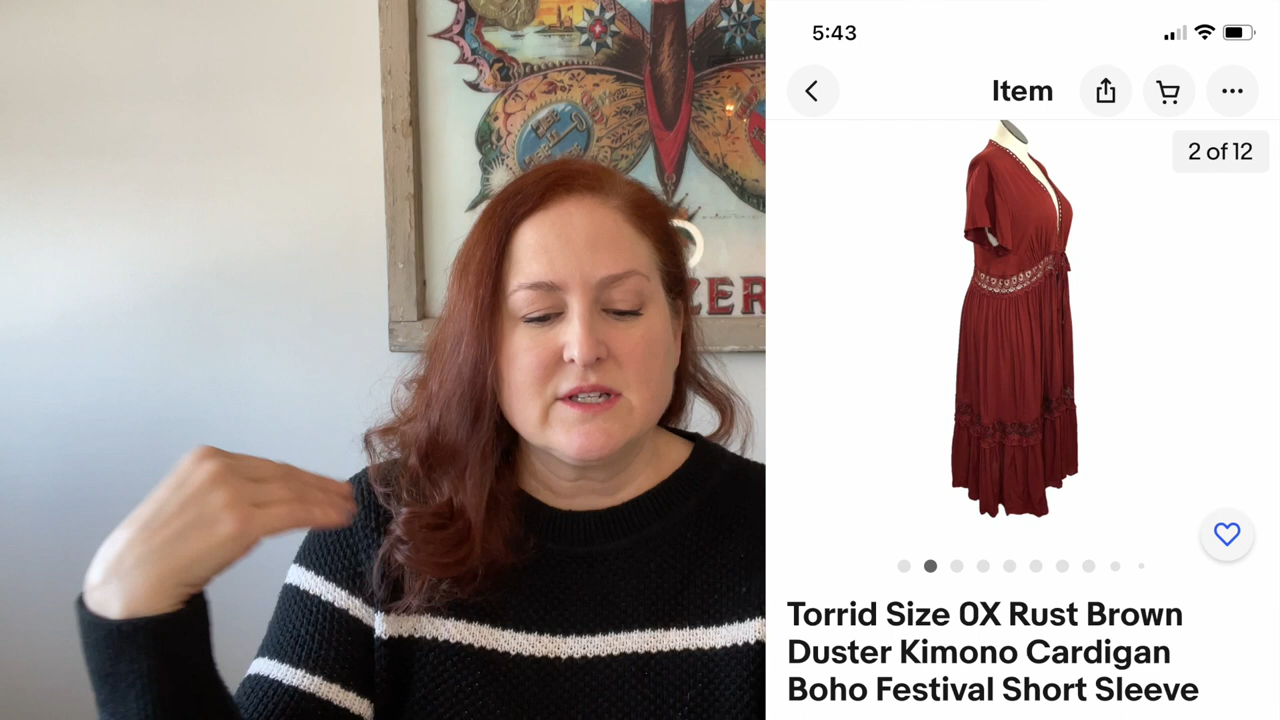 5:43
Item
2 of 12
ZER
Torrid Size 0X Rust Brown
Duster Kimono Cardigan
Boho Festival Short Sleeve